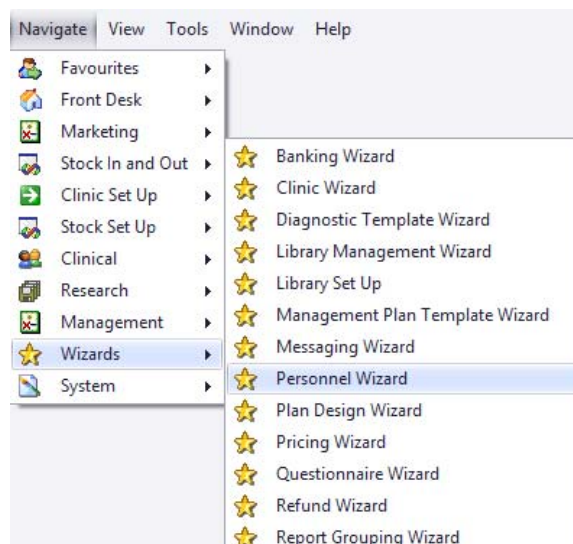 Navigate View Tools Window Help
Favourites
Front Desk
Marketing
Stock In and Out
Clinic Set Up
Stock Set Up
Clinical
Research
Management
Wizards
System
Banking Wizard
Clinic Wizard
Diagnostic Template Wizard
Library Management Wizard
Library Set Up
Management Plan Template Wizard
Messaging Wizard
Personnel Wizard
Plan Design Wizard
Pricing Wizard
Questionnaire Wizard
Refund Wizard
Report Grouping Wizard